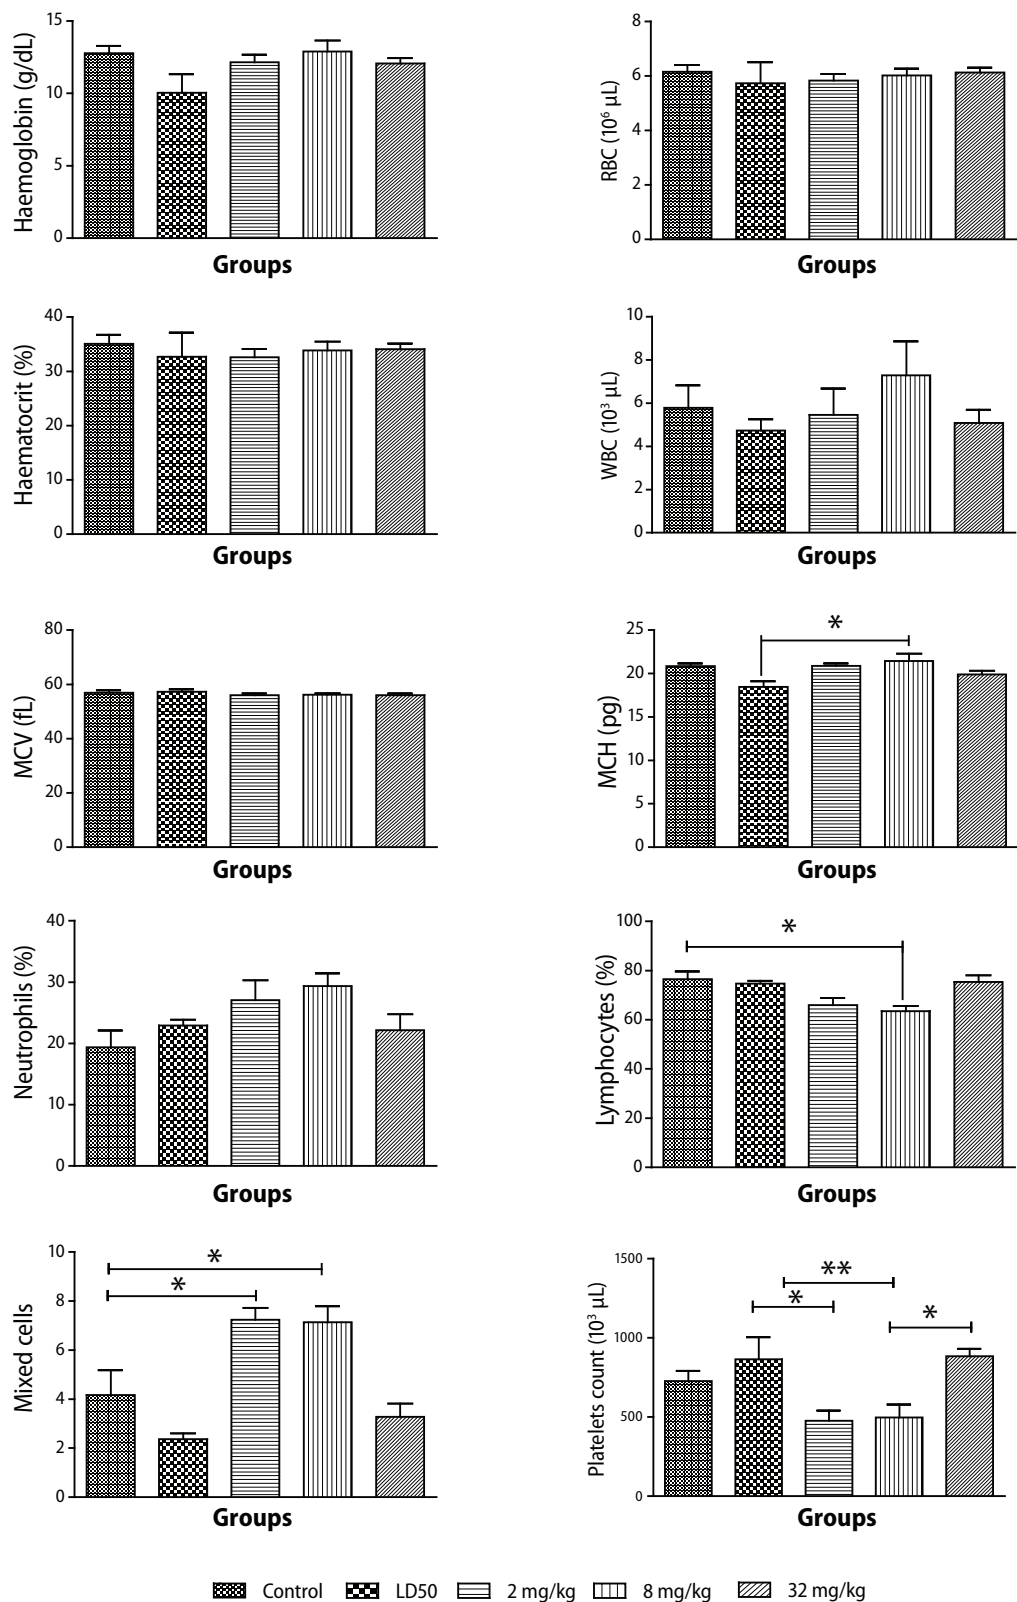 Haemoglobin (g/dL)
15
10
5
0
Groups
RBC (10⁶ µL)
8
6
4
2
0
Groups
Haematocrit (%)
40
30
20
10
0
Groups
WBC (10³ µL)
10
8
6
4
2
0
Groups
MCV (fL)
80
60
40
20
0
Groups
MCH (pg)
25
20
15
10
5
0
*
Groups
Neutrophils (%)
40
30
20
10
0
Groups
Lymphocytes (%)
100
80
60
40
20
0
*
Groups
Mixed cells
10
8
6
4
2
0
*
*
Groups
Platelets count (10³ µL)
1500
1000
500
0
**
*
*
Groups
Control LD50 2 mg/kg 8 mg/kg 32 mg/kg